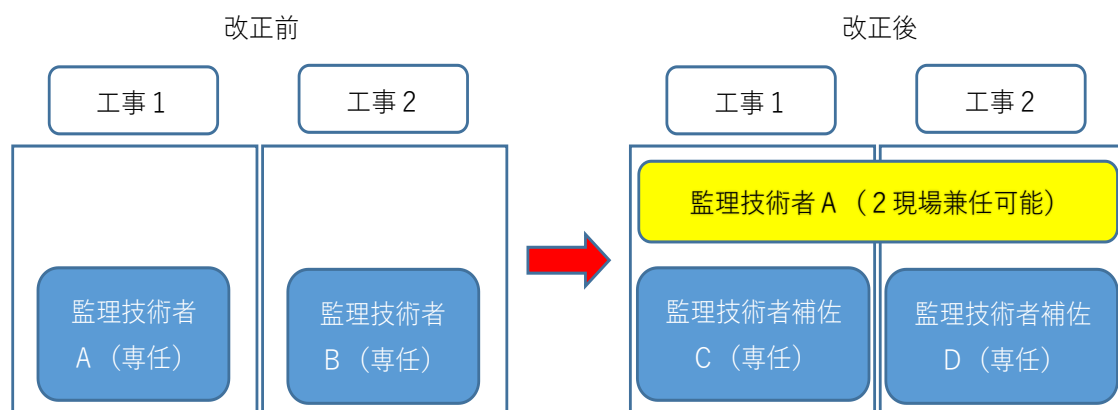 改正前
工事1
工事2
監理技術者
A（専任）
監理技術者
B（専任）
改正後
工事1
工事2
監理技術者A（2現場兼任可能）
監理技術者補佐
C（専任）
監理技術者補佐
D（専任）